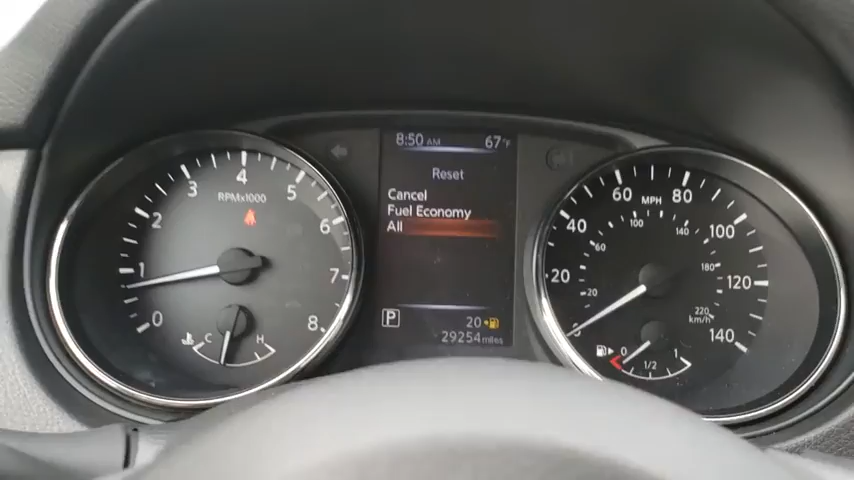 8:50 AM 67°F
Reset
Cancel
Fuel Economy
All
P 20
29254 miles
0 1 2 3 4 5 6 7 8
RPMx1000
C H
20 40 60 80 100 120 140
MPH
20 60 100 140 180 220
km/h
0 1/2 1